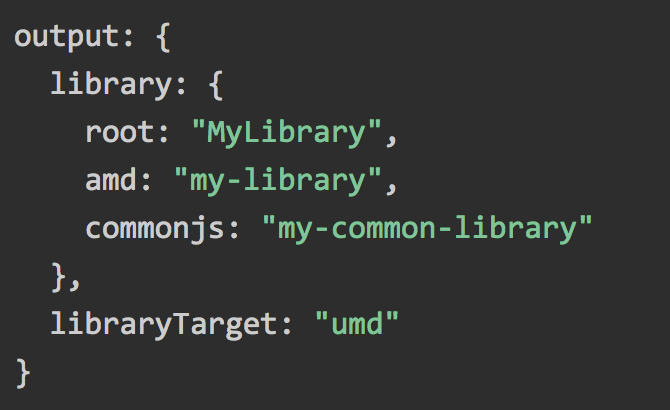 output: {
  library: {
    root: "MyLibrary",
    amd: "my-library",
    commonjs: "my-common-library"
  },
  libraryTarget: "umd"
}